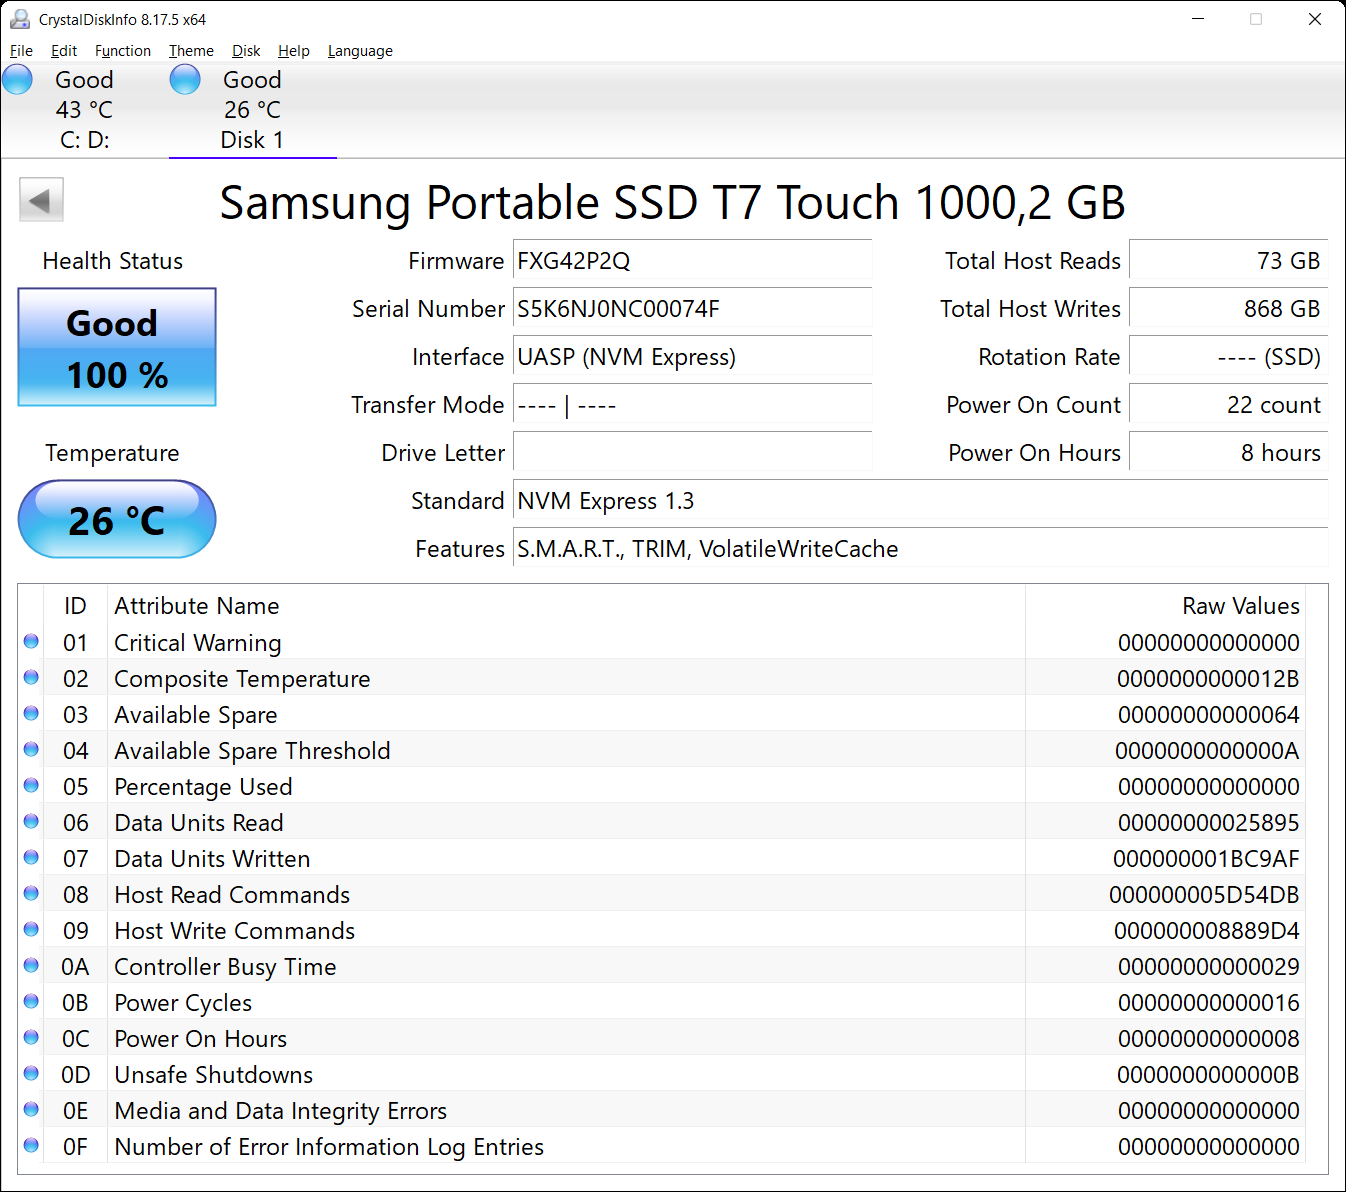 CrystalDiskInfo 8.17.5 x64
File Edit Function Theme Disk Help Language
Good Good
43 °C 26 °C
C: D: Disk 1
Samsung Portable SSD T7 Touch 1000,2 GB
Health Status
Good
100 %
Temperature
26 °C
Firmware FXG42P2Q
Serial Number S5K6NJ0NC00074F
Interface UASP (NVM Express)
Transfer Mode ---- | ----
Drive Letter
Standard NVM Express 1.3
Features S.M.A.R.T., TRIM, VolatileWriteCache
Total Host Reads 73 GB
Total Host Writes 868 GB
Rotation Rate ---- (SSD)
Power On Count 22 count
Power On Hours 8 hours
ID Attribute Name Raw Values
01 Critical Warning 00000000000000
02 Composite Temperature 0000000000012B
03 Available Spare 00000000000064
04 Available Spare Threshold 0000000000000A
05 Percentage Used 00000000000000
06 Data Units Read 00000000025895
07 Data Units Written 000000001BC9AF
08 Host Read Commands 000000005D54DB
09 Host Write Commands 000000008889D4
0A Controller Busy Time 00000000000029
0B Power Cycles 00000000000016
0C Power On Hours 00000000000008
0D Unsafe Shutdowns 0000000000000B
0E Media and Data Integrity Errors 00000000000000
0F Number of Error Information Log Entries 00000000000000